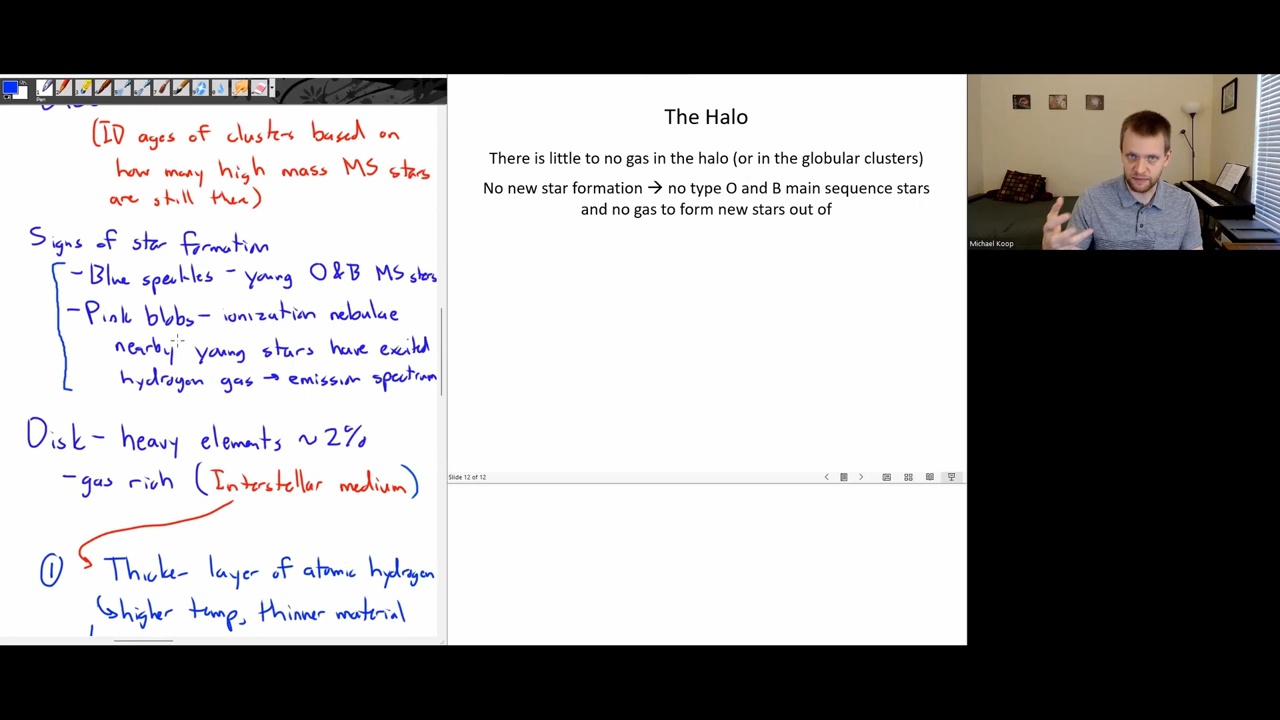 (ID ages of clusters based on
how many high mass MS stars
are still there)
Signs of star formation
- Blue speckles - young O & B MS stars
- Pink blobs - ionization nebulae
nearby young stars have excited
hydrogen gas → emission spectrum
Disk - heavy elements ~2%
- gas rich (Interstellar medium)
① Thicker layer of atomic hydrogen
↳ higher temp, thinner material
Pen
The Halo
There is little to no gas in the halo (or in the globular clusters)
No new star formation → no type O and B main sequence stars
and no gas to form new stars out of
Slide 12 of 12
Michael Koop